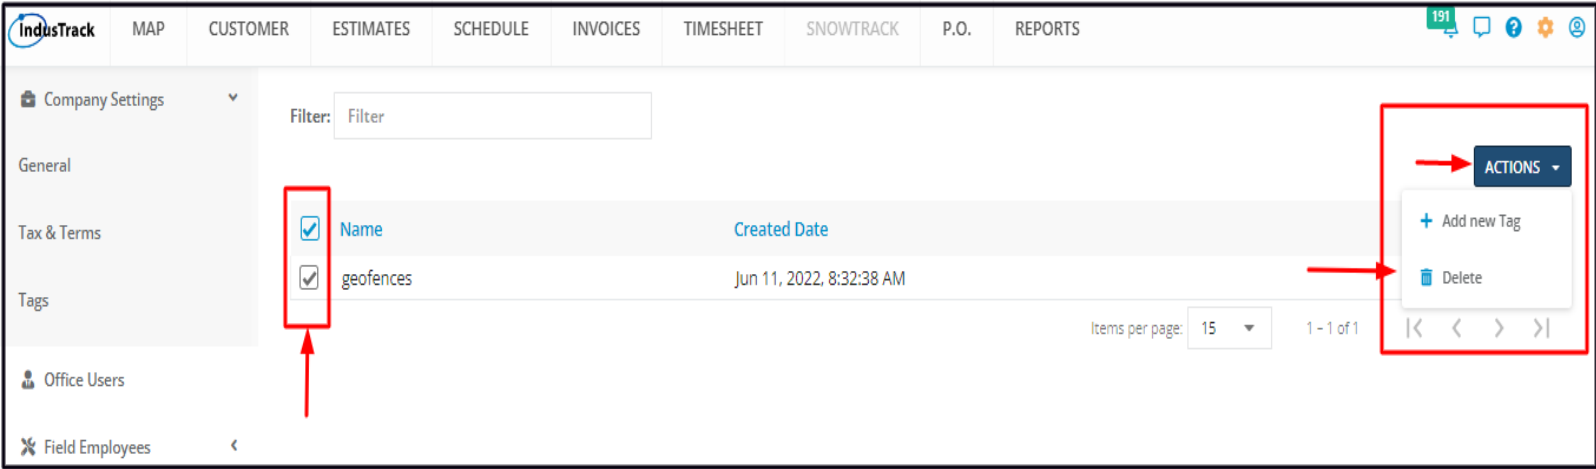 IndusTrack MAP CUSTOMER ESTIMATES SCHEDULE INVOICES TIMESHEET SNOWTRACK P.O. REPORTS 191
Company Settings
Filter: Filter
General
ACTIONS
Tax & Terms
Name Created Date
Add new Tag
geofences Jun 11, 2022, 8:32:38 AM
Delete
Tags
Items per page: 15 1 – 1 of 1
Office Users
Field Employees